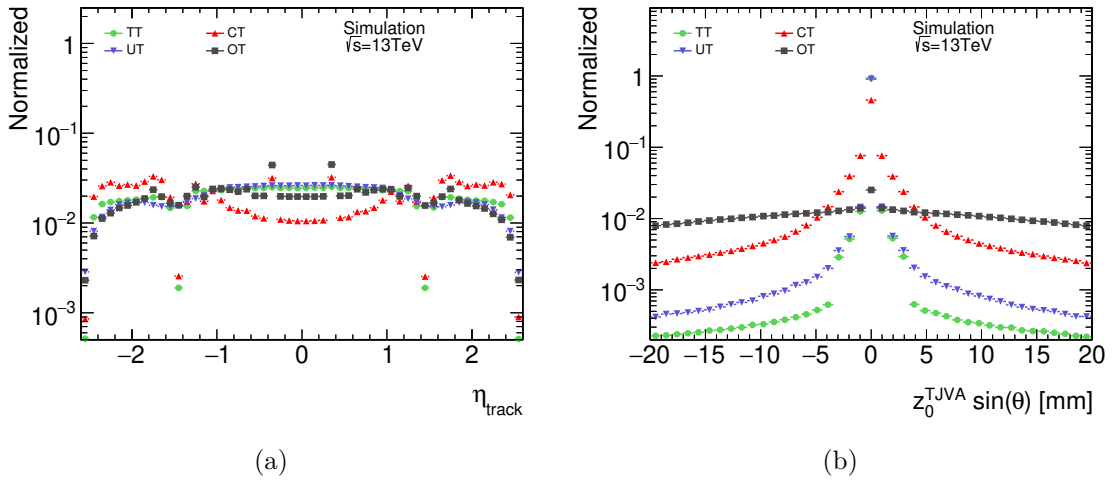 Normalized
1
10⁻¹
10⁻²
10⁻³
TT
CT
UT
OT
Simulation
√s=13TeV
−2 0 2
η_track
(a)
Normalized
1
10⁻¹
10⁻²
10⁻³
TT
CT
UT
OT
Simulation
√s=13TeV
−20 −15 −10 −5 0 5 10 15 20
z₀^TJVA sin(θ) [mm]
(b)